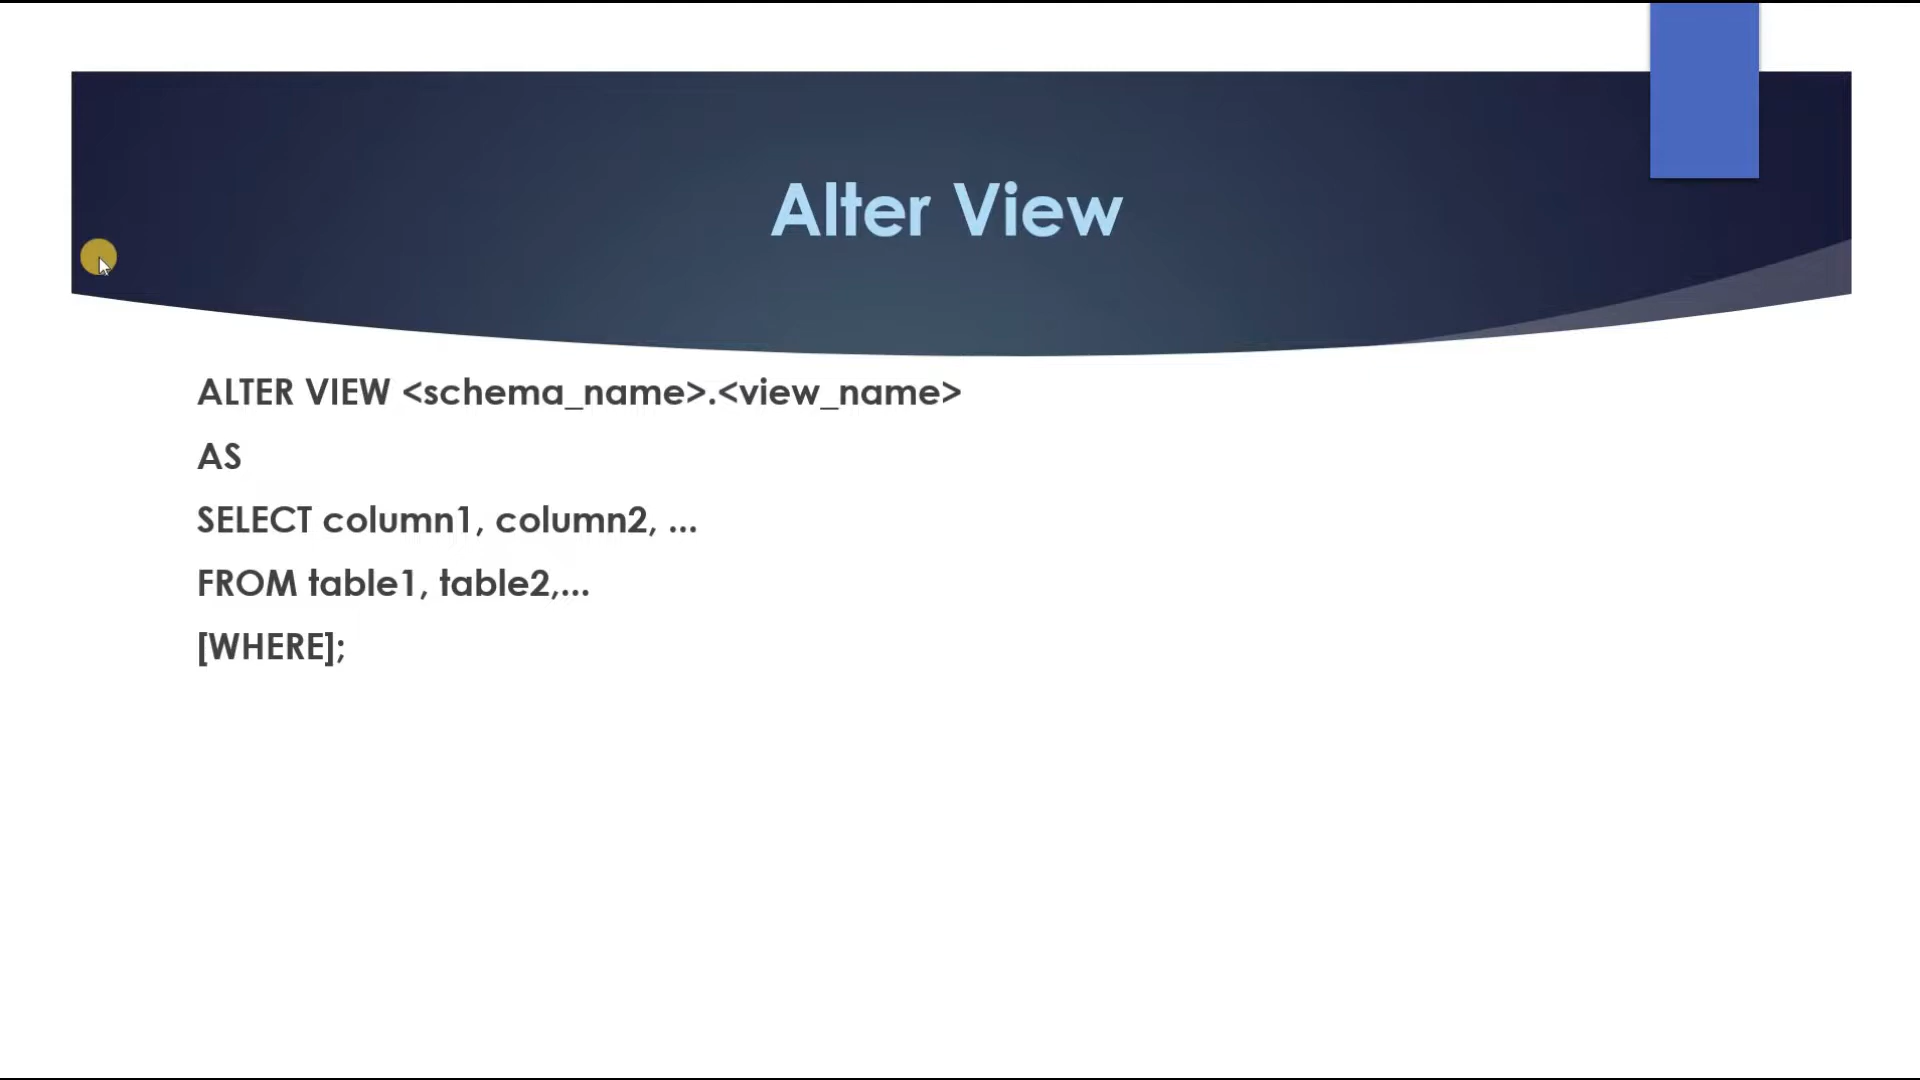 Alter View
ALTER VIEW <schema_name>.<view_name>
AS
SELECT column1, column2, ...
FROM table1, table2,...
[WHERE];